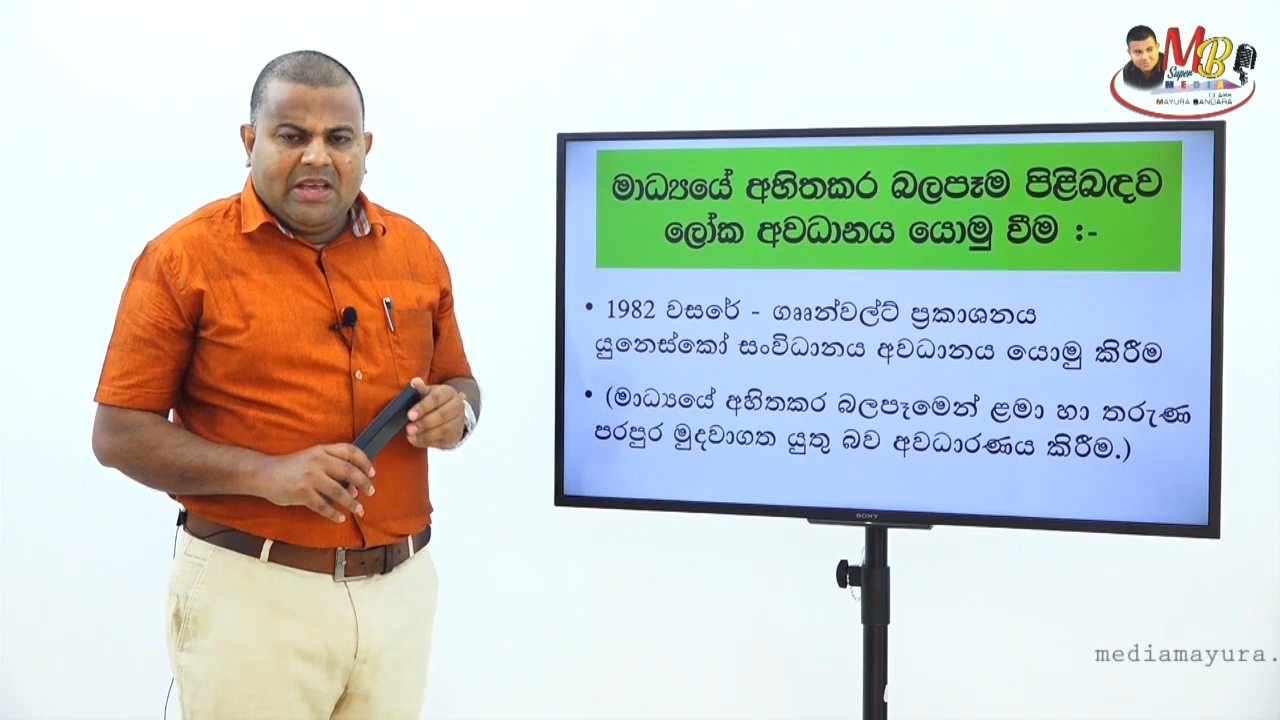 MB
Super
MEDIA
CLASS
MAYURA BANDARA
මාධ්‍යයේ අහිතකර බලපෑම පිළිබඳව
ලෝක අවධානය යොමු වීම :-
• 1982 වසරේ - ගෲන්වල්ට් ප්‍රකාශනය
යුනෙස්කෝ සංවිධානය අවධානය යොමු කිරීම
• (මාධ්‍යයේ අහිතකර බලපෑමෙන් ළමා හා තරුණ
පරපුර මුදවාගත යුතු බව අවධාරණය කිරීම.)
SONY
mediamayura.